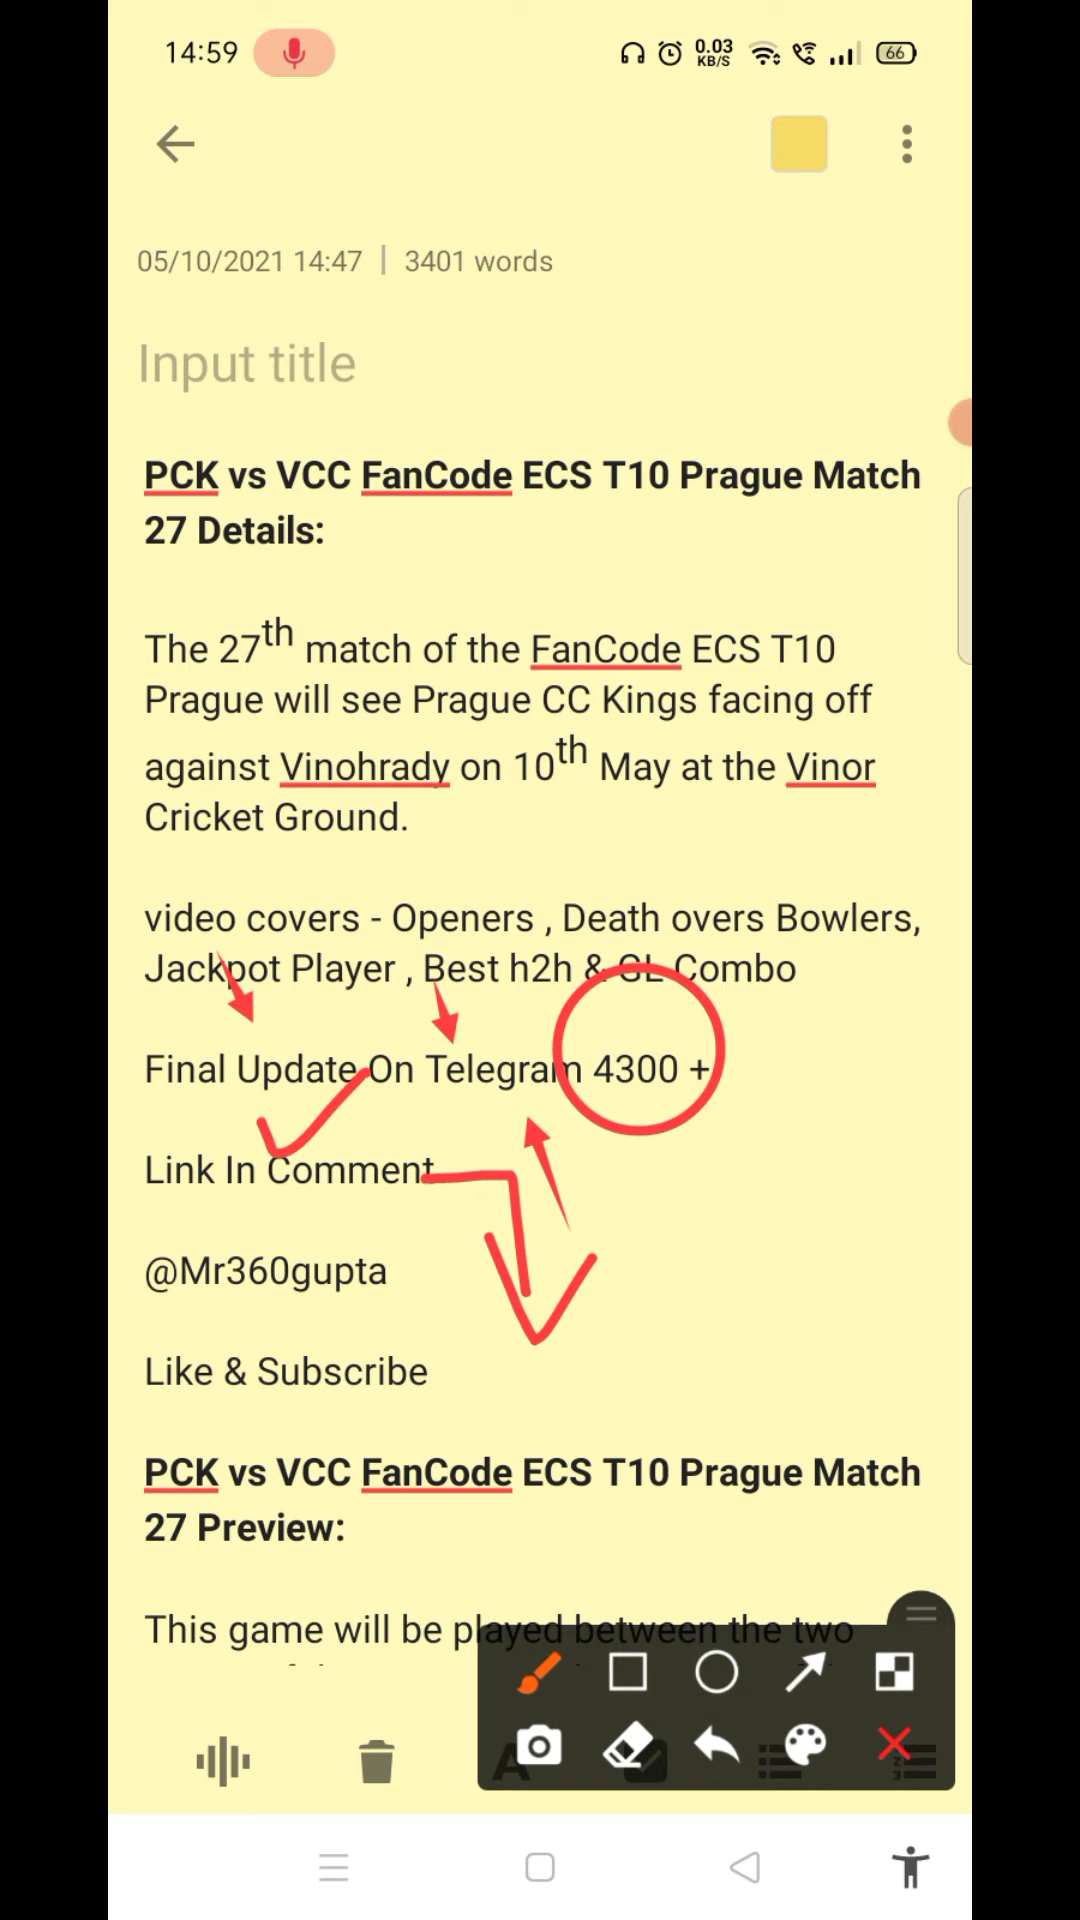 14:59 0.03 KB/S 66
05/10/2021 14:47 | 3401 words
Input title
PCK vs VCC FanCode ECS T10 Prague Match
27 Details:
The 27th match of the FanCode ECS T10
Prague will see Prague CC Kings facing off
against Vinohrady on 10th May at the Vinor
Cricket Ground.
video covers - Openers , Death overs Bowlers,
Jackpot Player , Best h2h & GL Combo
Final Update On Telegram 4300 +
Link In Comment
@Mr360gupta
Like & Subscribe
PCK vs VCC FanCode ECS T10 Prague Match
27 Preview:
This game will be played between the two